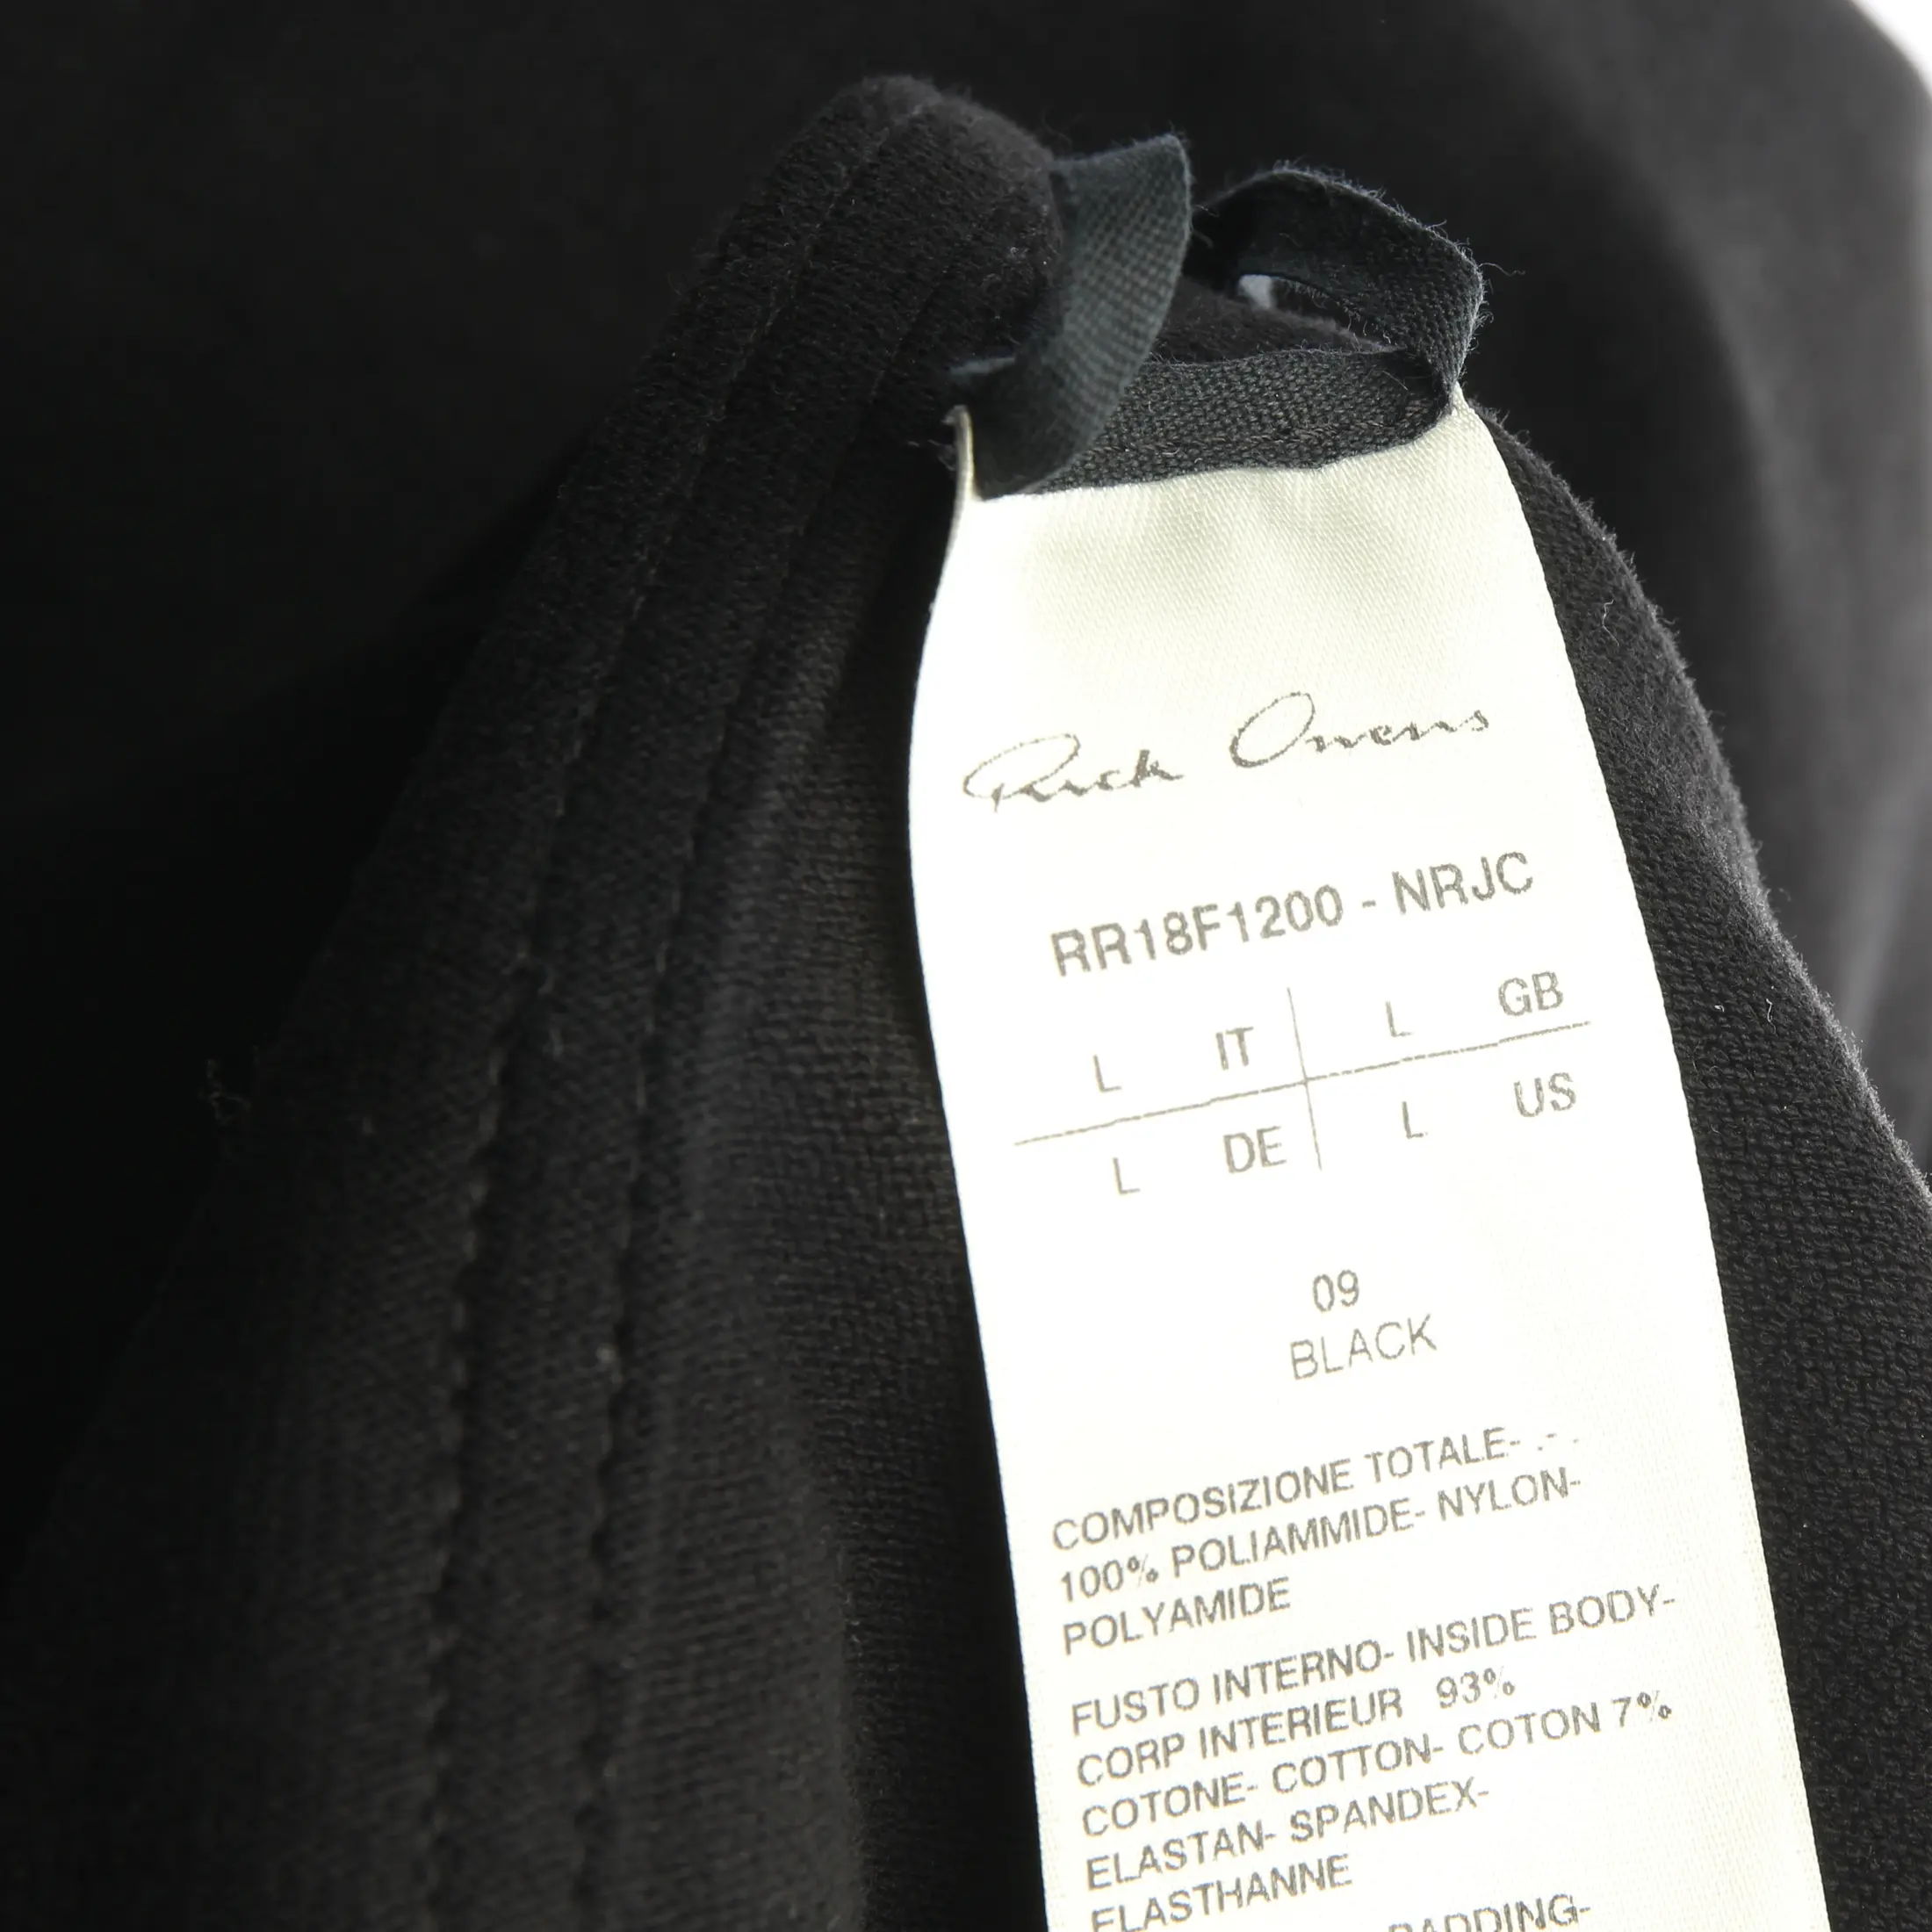 Rick Owens
RR18F1200 - NRJC
L IT L GB
L DE L US
09
BLACK
COMPOSIZIONE TOTALE- .- .
100% POLIAMMIDE- NYLON-
POLYAMIDE
FUSTO INTERNO- INSIDE BODY-
CORP INTERIEUR 93%
COTONE- COTTON- COTON 7%
ELASTAN- SPANDEX-
ELASTHANNE
PADDING-